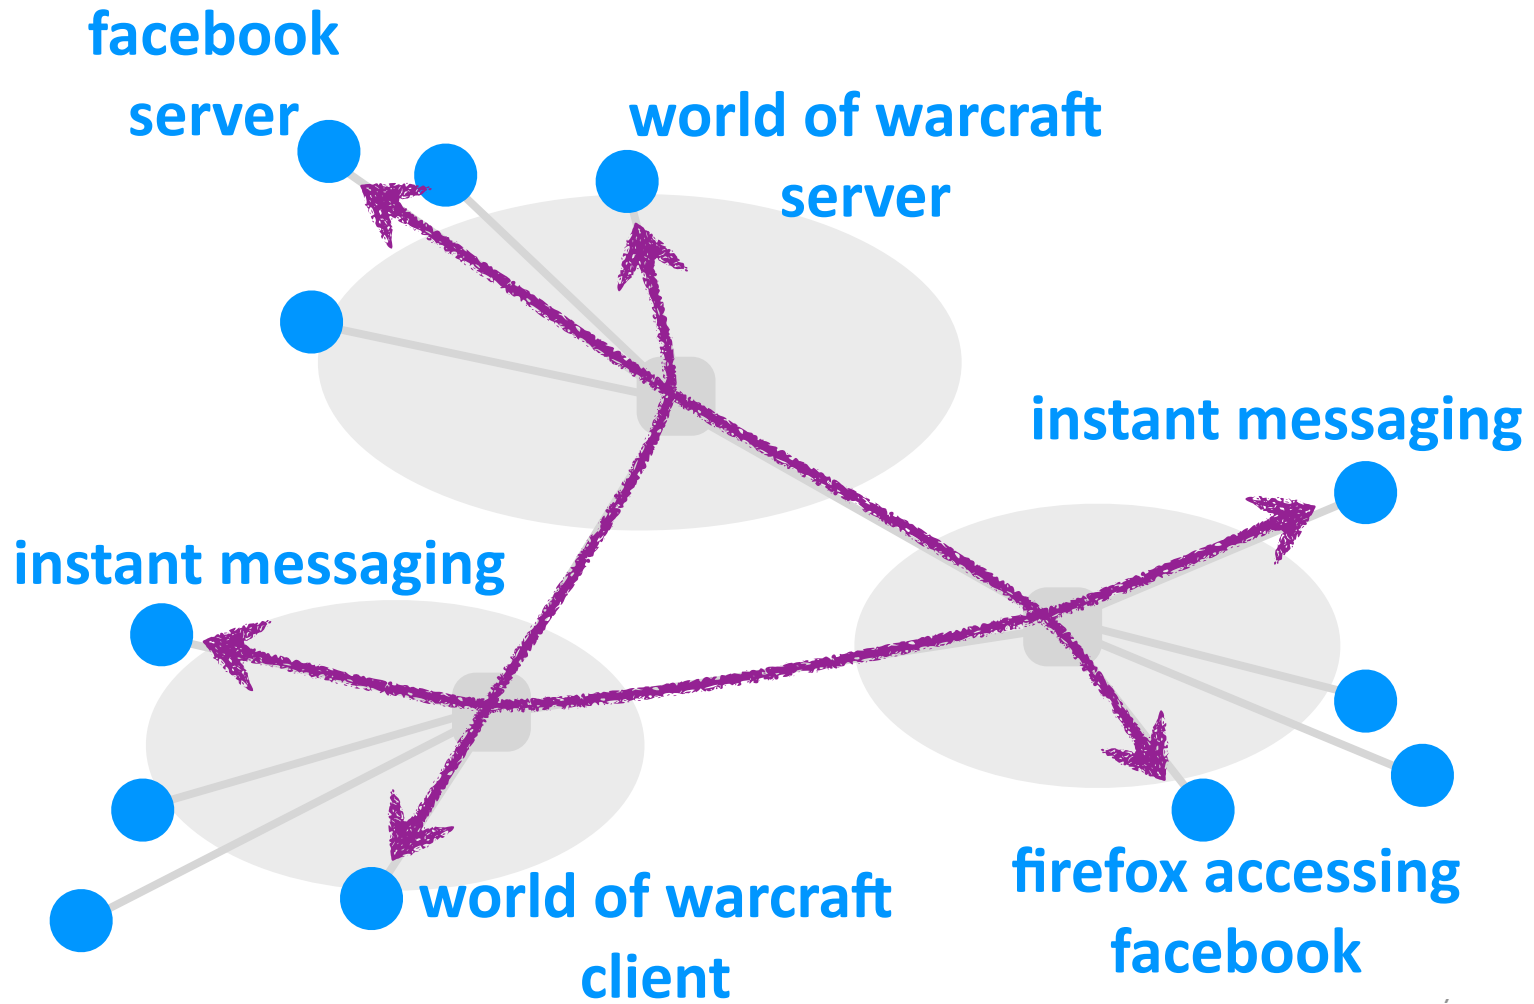 facebook
server
world of warcraft
server
instant messaging
instant messaging
world of warcraft
client
firefox accessing
facebook